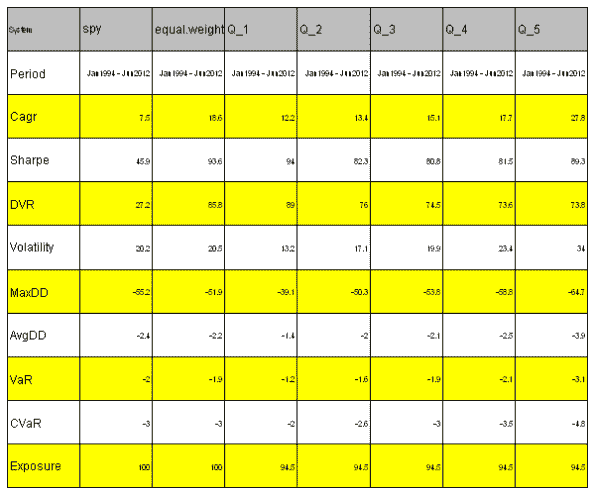 System spy equal.weight Q_1 Q_2 Q_3 Q_4 Q_5
Period Jan1994 - Jun2012 Jan1994 - Jun2012 Jan1994 - Jun2012 Jan1994 - Jun2012 Jan1994 - Jun2012 Jan1994 - Jun2012 Jan1994 - Jun2012
Cagr 7.5 18.6 12.2 13.4 15.1 17.7 27.8
Sharpe 45.9 93.6 94 82.3 80.8 81.5 89.3
DVR 27.2 85.8 89 76 74.5 73.6 73.8
Volatility 20.2 20.5 13.2 17.1 19.9 23.4 34
MaxDD -55.2 -51.9 -39.1 -50.3 -53.8 -58.8 -64.7
AvgDD -2.4 -2.2 -1.4 -2 -2.1 -2.5 -3.9
VaR -2 -1.9 -1.2 -1.6 -1.9 -2.1 -3.1
CVaR -3 -3 -2 -2.6 -3 -3.5 -4.8
Exposure 100 100 94.5 94.5 94.5 94.5 94.5